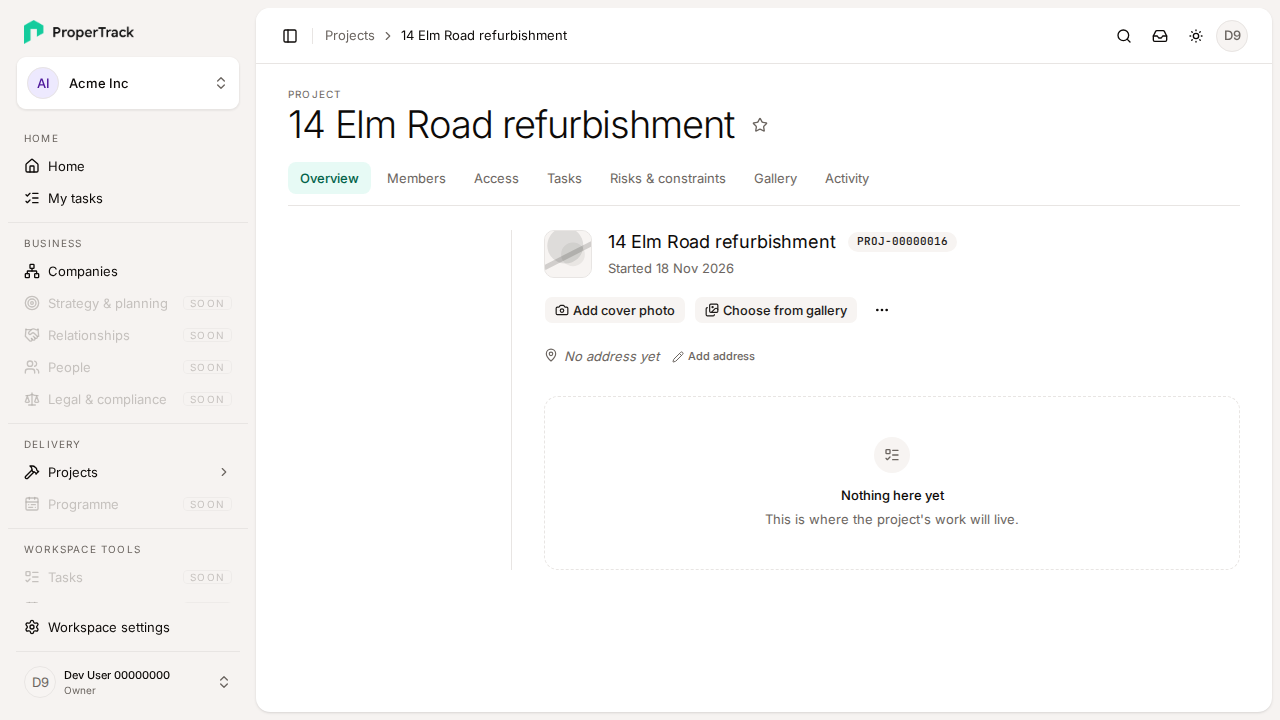 ProperTrack
AI
Acme Inc
HOME
Home
My tasks
BUSINESS
Companies
Strategy & planning SOON
Relationships SOON
People SOON
Legal & compliance SOON
DELIVERY
Projects
Programme SOON
WORKSPACE TOOLS
Tasks SOON
Workspace settings
D9
Dev User 00000000
Owner
Projects
14 Elm Road refurbishment
D9
PROJECT
14 Elm Road refurbishment
Overview
Members
Access
Tasks
Risks & constraints
Gallery
Activity
14 Elm Road refurbishment PROJ-00000016
Started 18 Nov 2026
Add cover photo
Choose from gallery
No address yet
Add address
Nothing here yet
This is where the project's work will live.